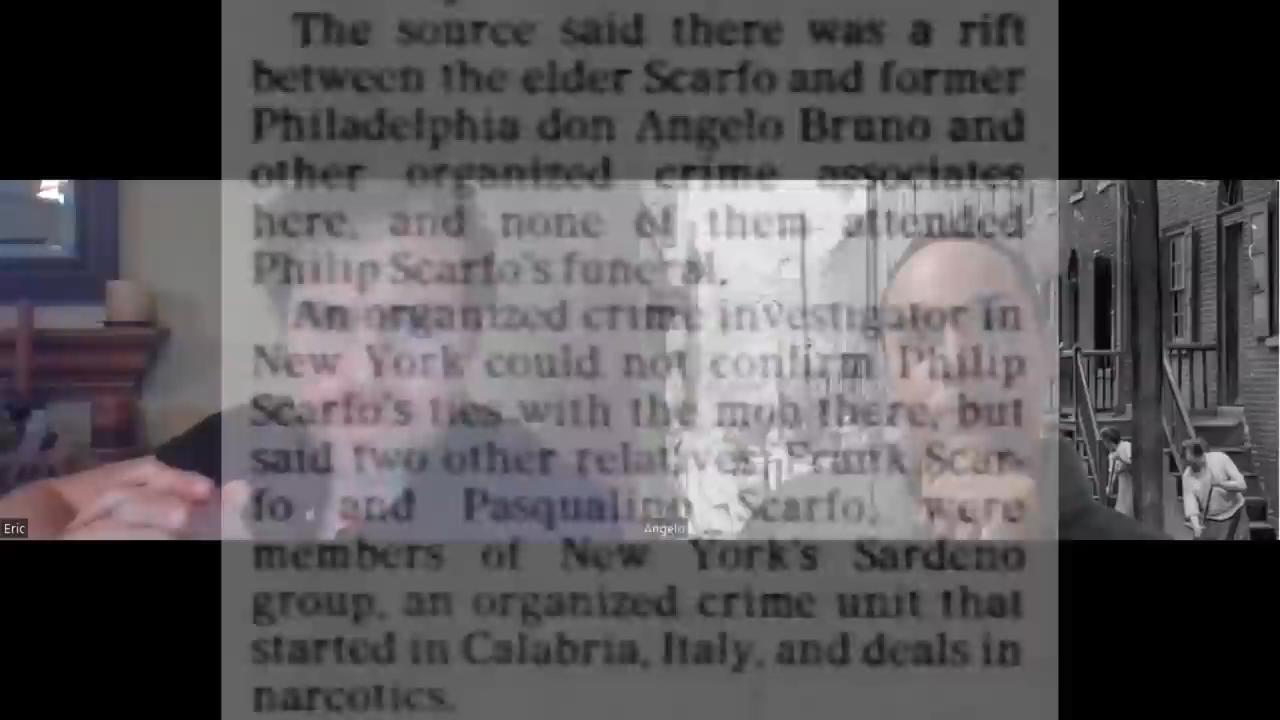 The source said there was a rift
between the elder Scarfo and former
Philadelphia don Angelo Bruno and
other organized crime associates
here, and none of them attended
Philip Scarfo's funeral.
An organized crime investigator in
New York could not confirm Philip
Scarfo's ties with the mob there, but
said two other relatives, Frank Scar-
fo and Pasqualino Scarfo, were
members of New York's Sardeno
group, an organized crime unit that
started in Calabria, Italy, and deals in
narcotics.
Eric
Angelo